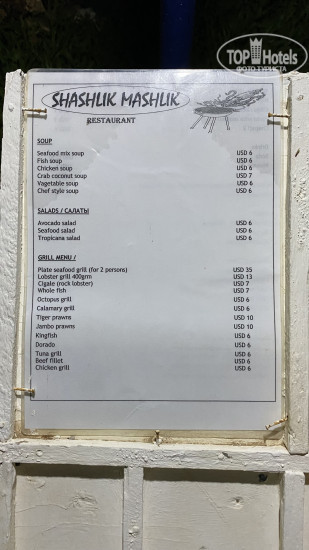 TOP Hotels
ФОТО ТУРИСТА
SHASHLIK MASHLIK
RESTAURANT
SOUP
Seafood mix soup USD 6
Fish soup USD 6
Chicken soup USD 6
Crab coconut soup USD 7
Vagetable soup USD 6
Chef style soup USD 6
SALADS / САЛАТЫ
Avocado salad USD 6
Seafood salad USD 6
Tropicana salad USD 6
GRILL MENU /
Plate seafood grill (for 2 persons) USD 35
Lobster grill 400grm USD 13
Cigale (rock lobster) USD 7
Whole fish USD 7
Octopus grill USD 6
Calamary grill USD 6
Tiger prawns USD 10
Jambo prawns USD 10
Kingfish USD 6
Dorado USD 6
Tuna grill USD 6
Beef fillet USD 6
Chicken grill USD 6